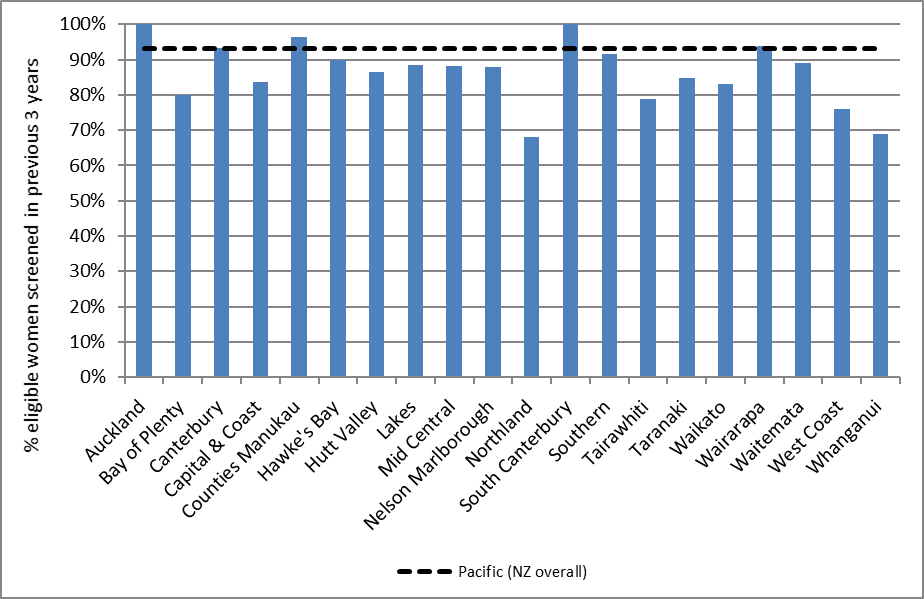 % eligible women screened in previous 3 years
100%
90%
80%
70%
60%
50%
40%
30%
20%
10%
0%
Auckland
Bay of Plenty
Canterbury
Capital & Coast
Counties Manukau
Hawke's Bay
Hutt Valley
Lakes
Mid Central
Nelson Marlborough
Northland
South Canterbury
Southern
Tairawhiti
Taranaki
Waikato
Wairarapa
Waitemata
West Coast
Whanganui
Pacific (NZ overall)